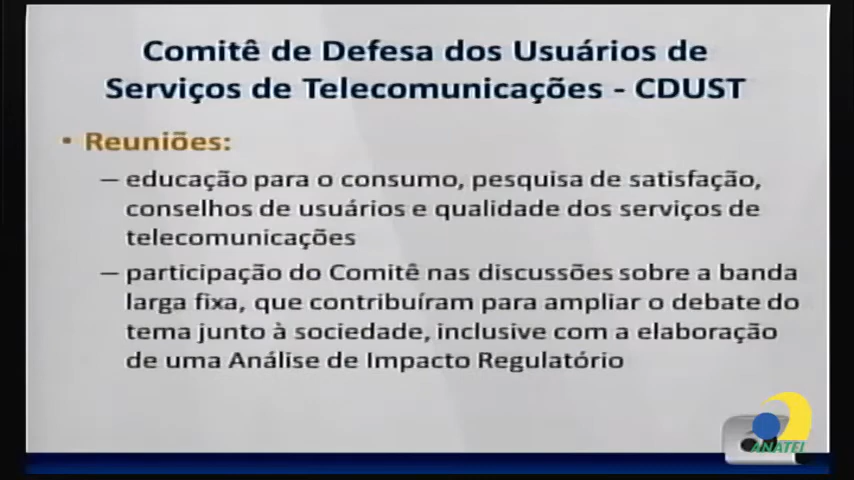 Comitê de Defesa dos Usuários de
Serviços de Telecomunicações - CDUST
• Reuniões:
– educação para o consumo, pesquisa de satisfação,
conselhos de usuários e qualidade dos serviços de
telecomunicações
– participação do Comitê nas discussões sobre a banda
larga fixa, que contribuíram para ampliar o debate do
tema junto à sociedade, inclusive com a elaboração
de uma Análise de Impacto Regulatório
ANATEL